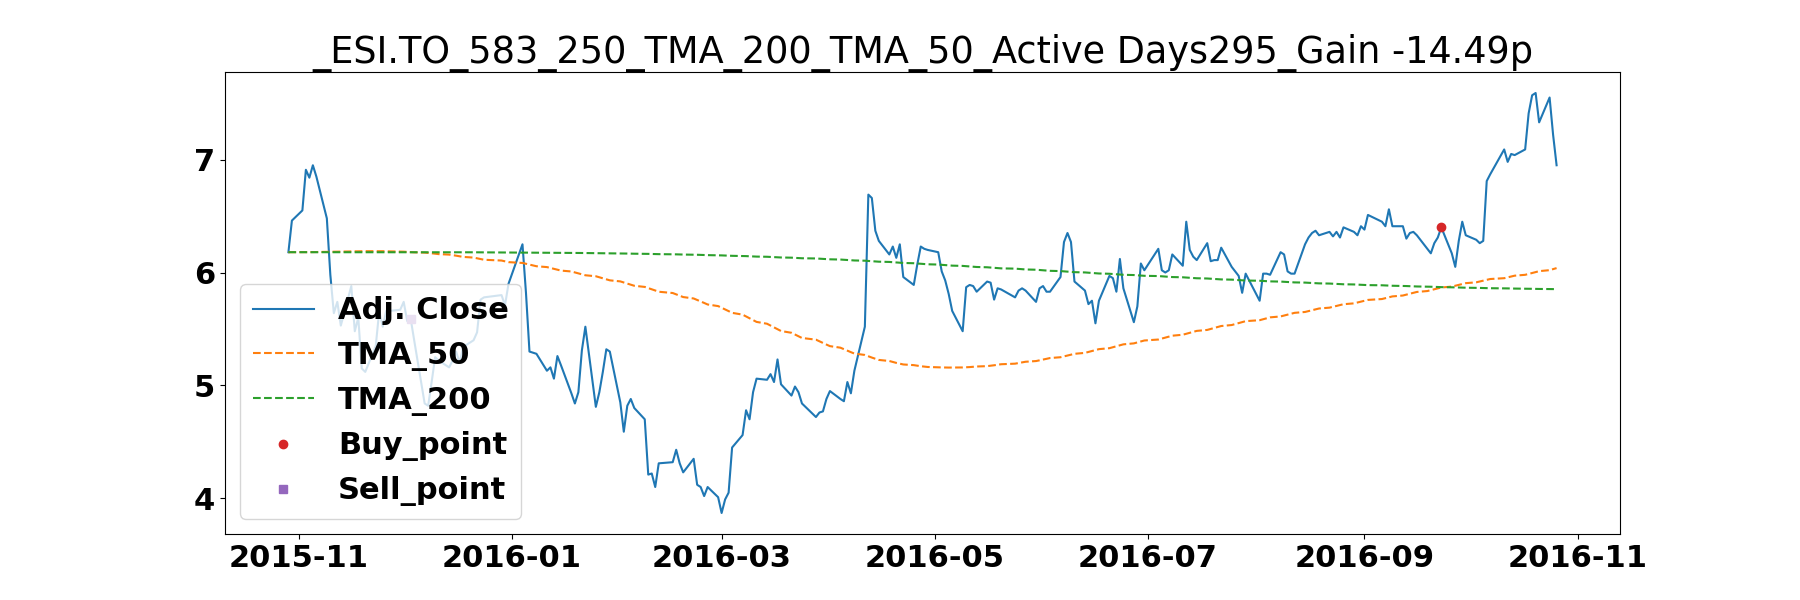 _ESI.TO_583_250_TMA_200_TMA_50_Active Days295_Gain -14.49p
7
6
5
4
Adj. Close
TMA_50
TMA_200
Buy_point
Sell_point
2015-11 2016-01 2016-03 2016-05 2016-07 2016-09 2016-11